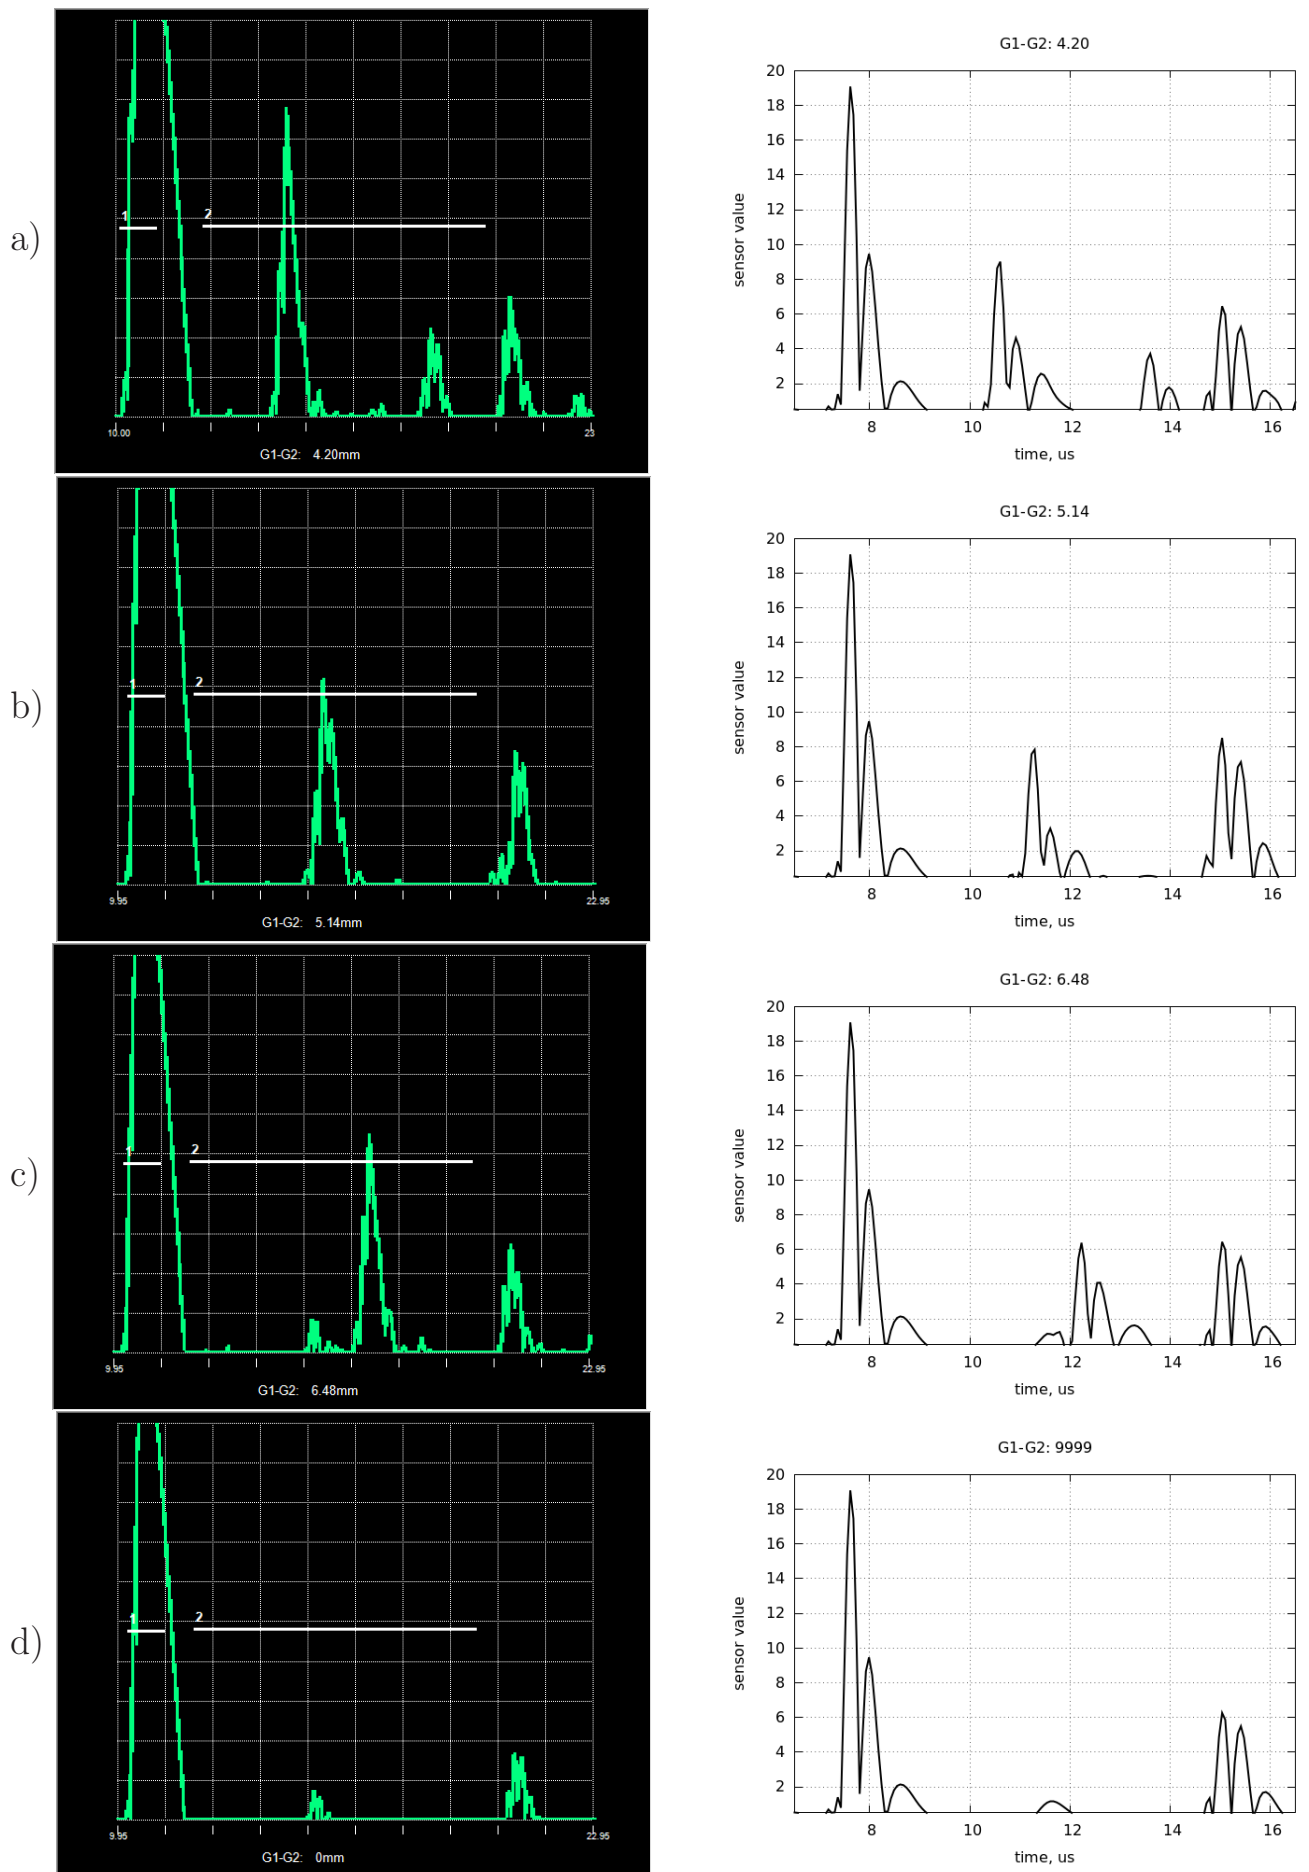 a)
1
2
10.00
23
G1-G2: 4.20mm
G1-G2: 4.20
20
18
16
14
12
10
8
6
4
2
sensor value
8 10 12 14 16
time, us
b)
1
2
9.95
22.95
G1-G2: 5.14mm
G1-G2: 5.14
20
18
16
14
12
10
8
6
4
2
sensor value
8 10 12 14 16
time, us
c)
1
2
9.95
22.95
G1-G2: 6.48mm
G1-G2: 6.48
20
18
16
14
12
10
8
6
4
2
sensor value
8 10 12 14 16
time, us
d)
1
2
9.95
22.95
G1-G2: 0mm
G1-G2: 9999
20
18
16
14
12
10
8
6
4
2
sensor value
8 10 12 14 16
time, us